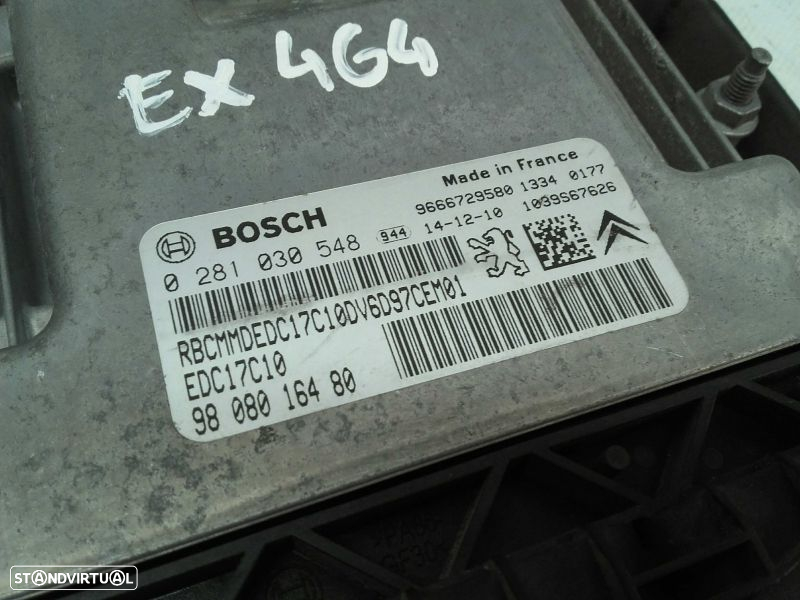 EX 4G4
Made in France
BOSCH
9666729580 1334 0177
0 281 030 548 944 14-12-10 1039S67626
RBCMMDEDC17C10DV6D97CEM01
EDC17C10
98 080 164 80
STANDVIRTUAL